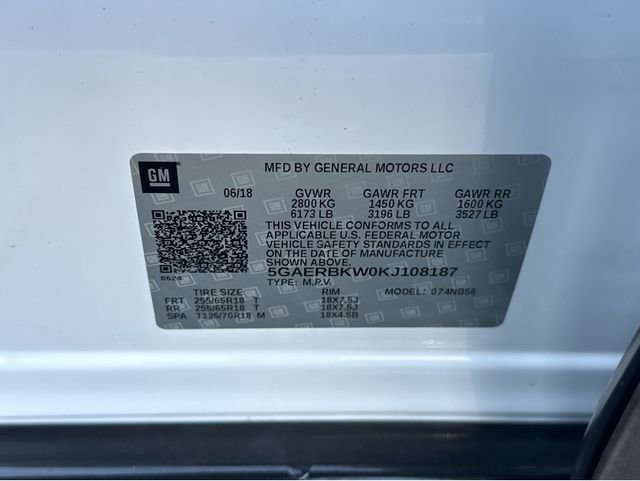 GM
MFD BY GENERAL MOTORS LLC
06/18 GVWR GAWR FRT GAWR RR
2800 KG 1450 KG 1600 KG
6173 LB 3196 LB 3527 LB
THIS VEHICLE CONFORMS TO ALL
APPLICABLE U.S. FEDERAL MOTOR
VEHICLE SAFETY STANDARDS IN EFFECT
ON THE DATE OF MANUFACTURE
SHOWN ABOVE.
5GAERBKW0KJ108187
8624 TYPE: M.P.V.
TIRE SIZE RIM MODEL: 074NB56
FRT 255/65R18 T 18X7.5J
RR 255/65R18 T 18X7.5J
SPA T135/70R18 M 18X4.5B